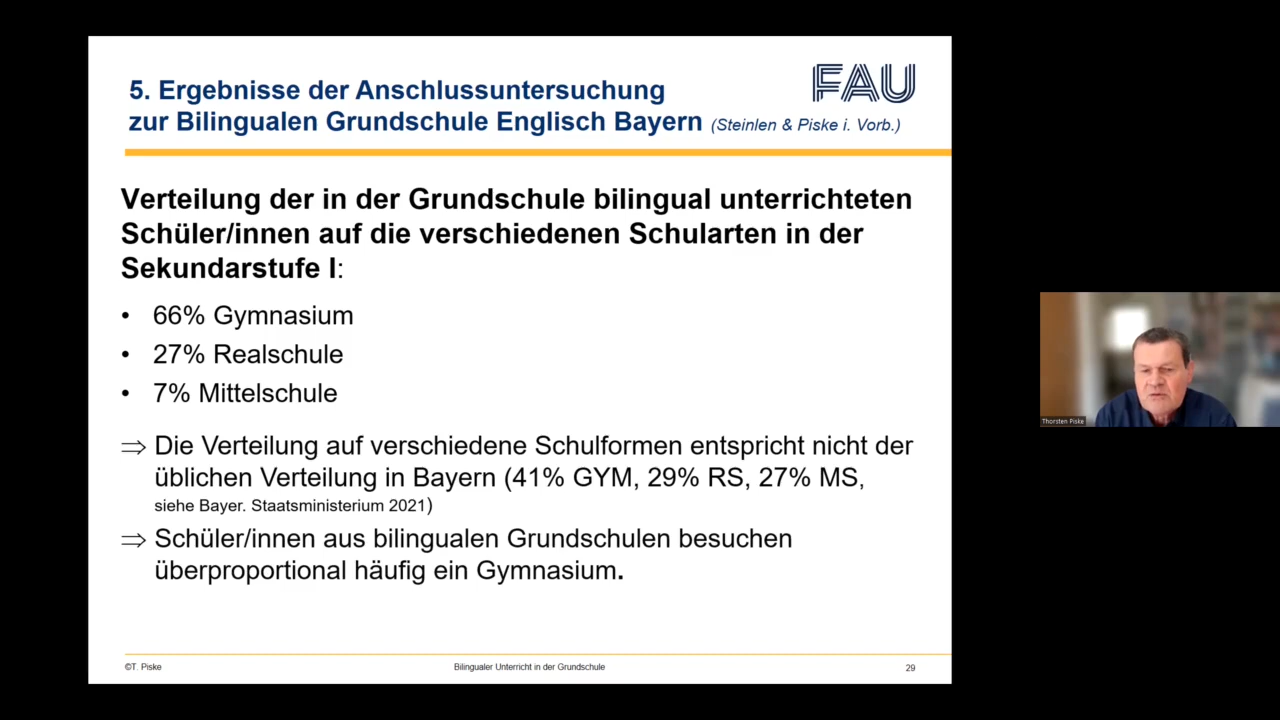 5. Ergebnisse der Anschlussuntersuchung
zur Bilingualen Grundschule Englisch Bayern (Steinlen & Piske i. Vorb.)
FAU
Verteilung der in der Grundschule bilingual unterrichteten
Schüler/innen auf die verschiedenen Schularten in der
Sekundarstufe I:
• 66% Gymnasium
• 27% Realschule
• 7% Mittelschule
⇒ Die Verteilung auf verschiedene Schulformen entspricht nicht der
üblichen Verteilung in Bayern (41% GYM, 29% RS, 27% MS,
siehe Bayer. Staatsministerium 2021)
⇒ Schüler/innen aus bilingualen Grundschulen besuchen
überproportional häufig ein Gymnasium.
©T. Piske
Bilingualer Unterricht in der Grundschule
29
Thorsten Piske